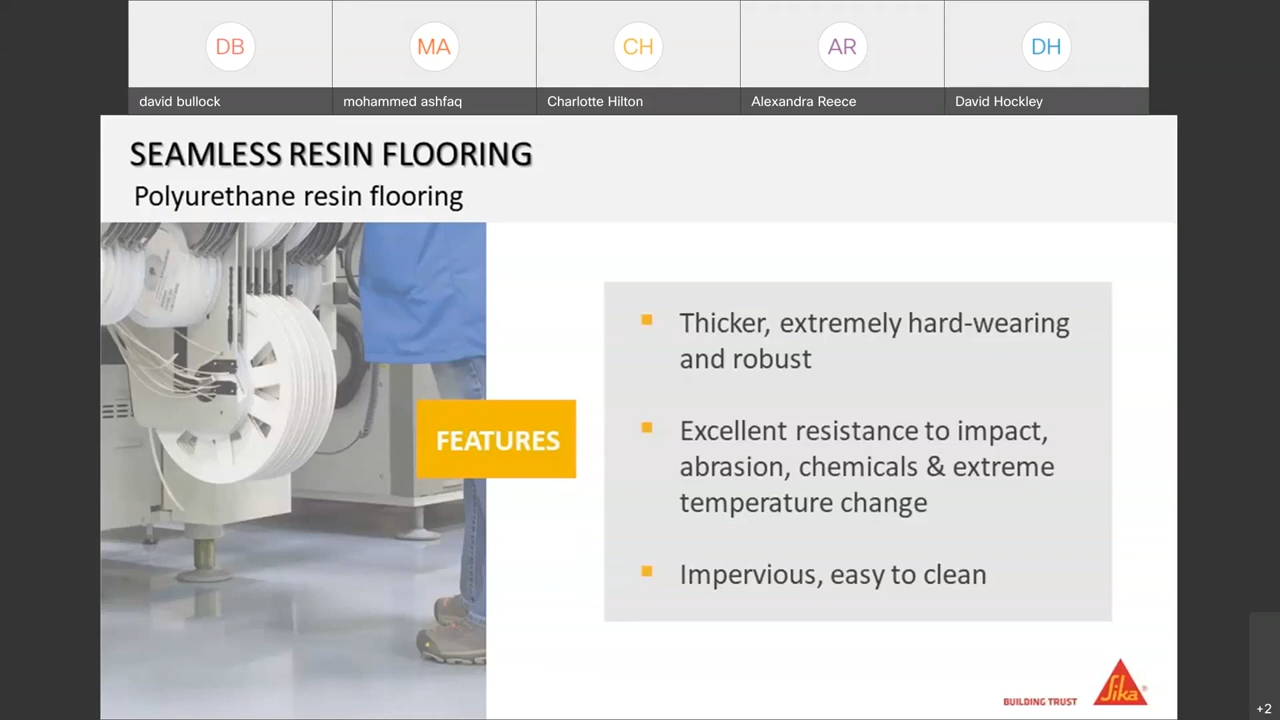 DB
MA
CH
AR
DH
david bullock
mohammed ashfaq
Charlotte Hilton
Alexandra Reece
David Hockley
SEAMLESS RESIN FLOORING
Polyurethane resin flooring
FEATURES
Thicker, extremely hard-wearing
and robust
Excellent resistance to impact,
abrasion, chemicals & extreme
temperature change
Impervious, easy to clean
BUILDING TRUST
Sika
+2